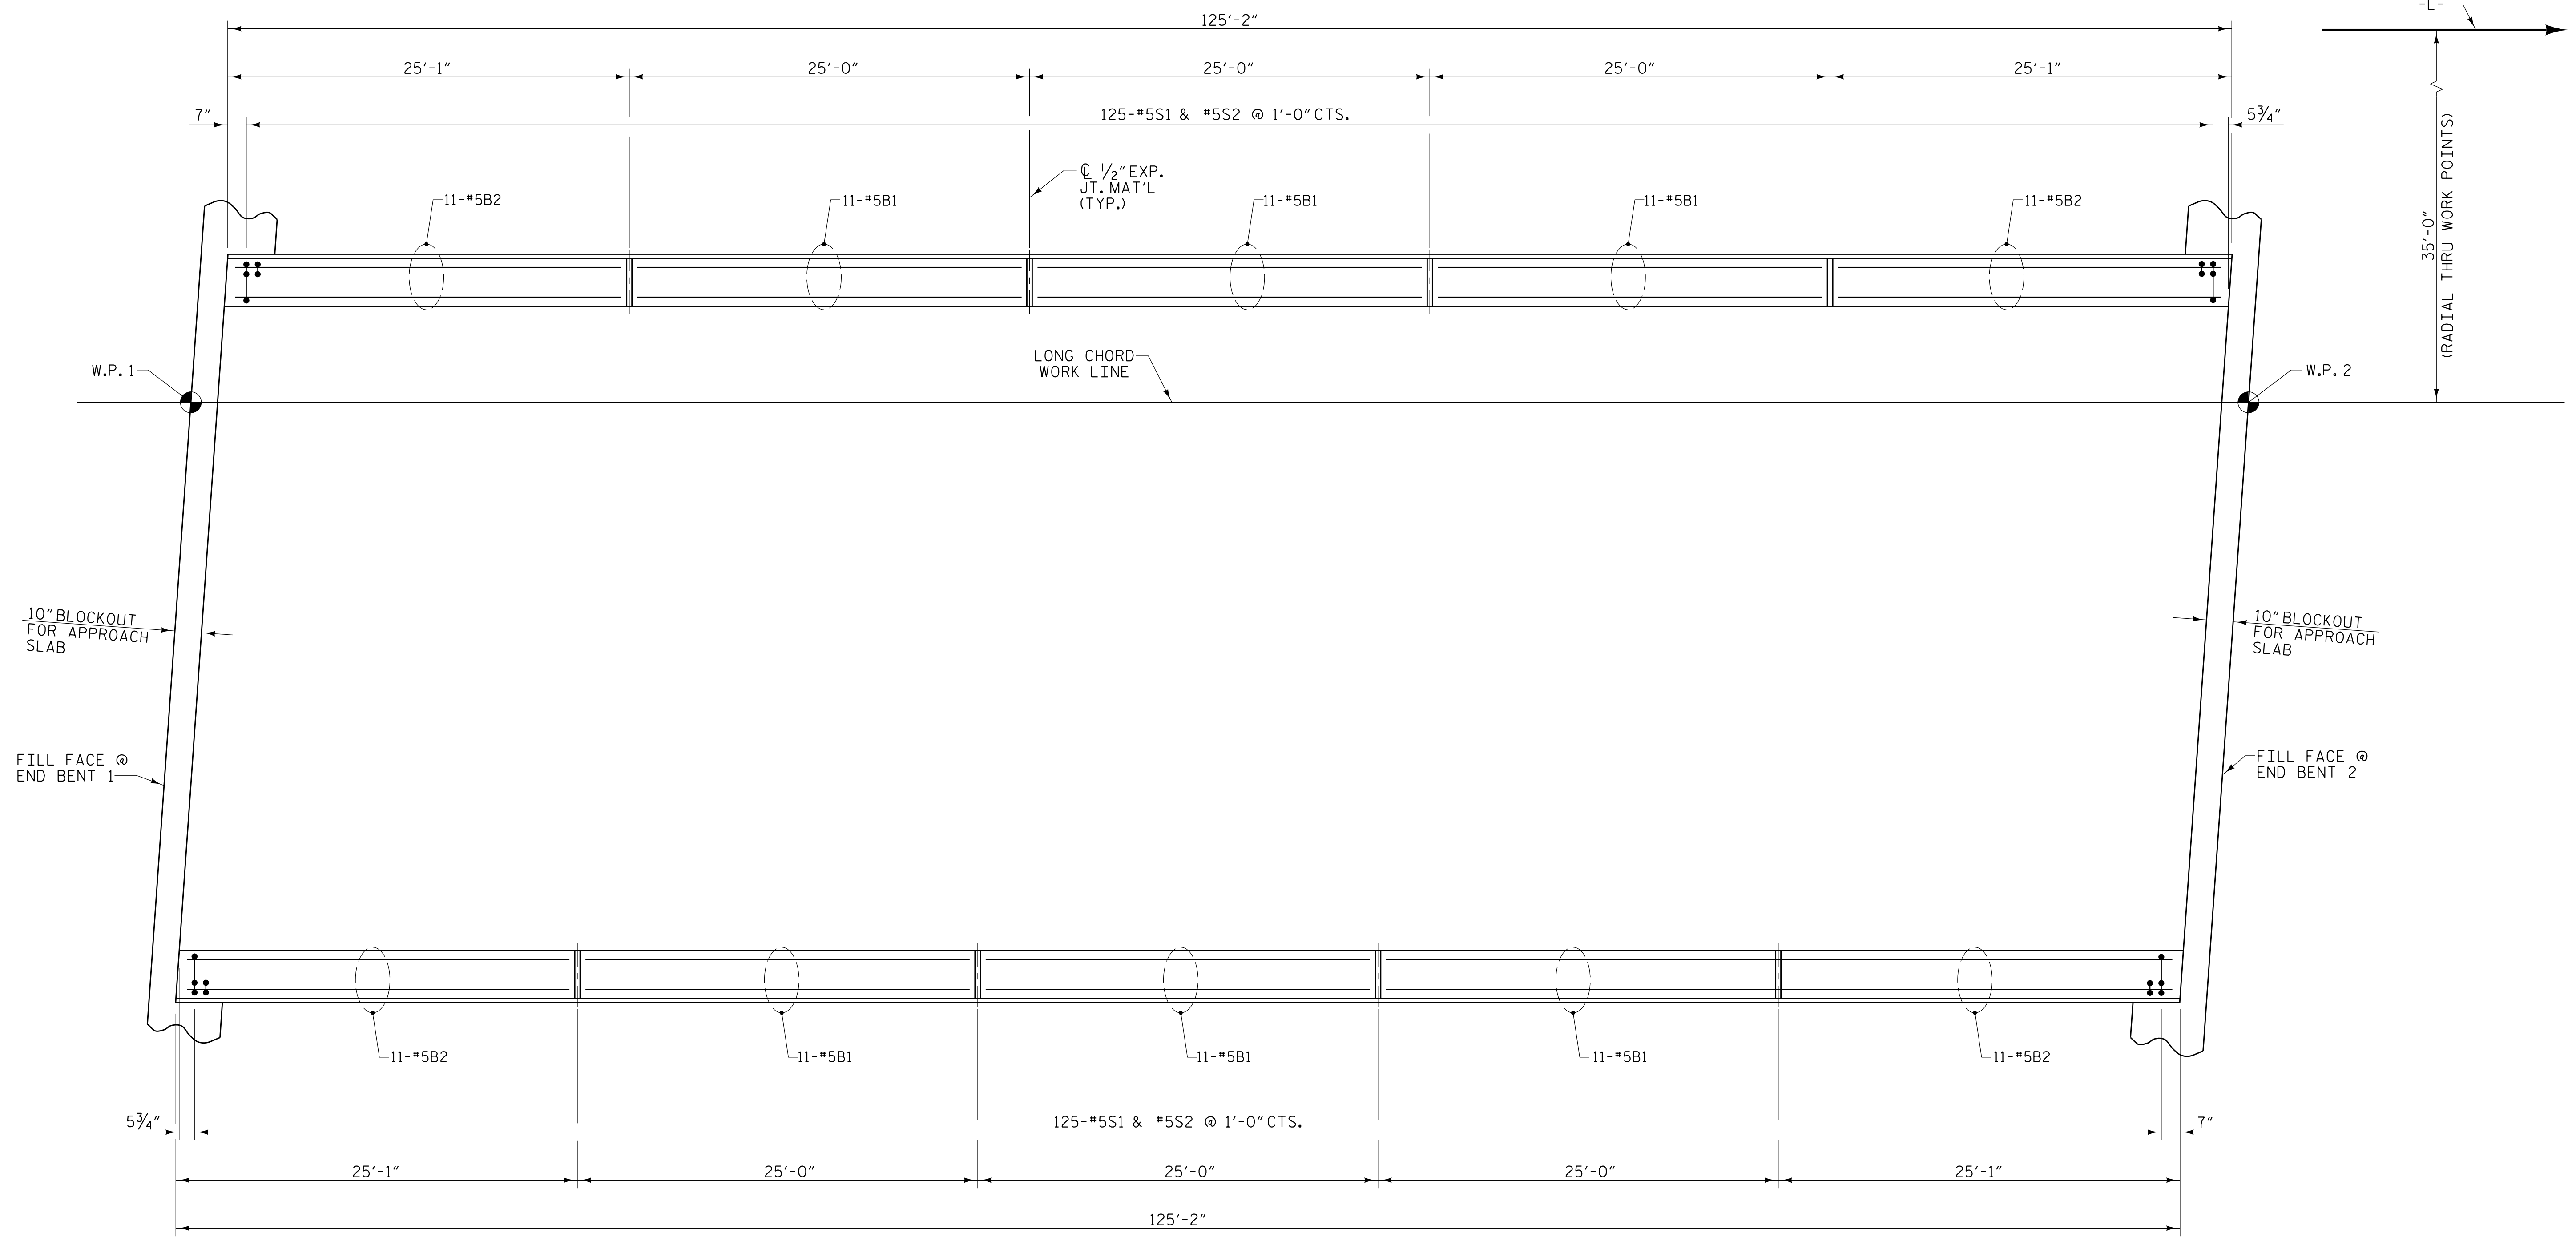 125'-2"
-L-
25'-1"
25'-0"
25'-0"
25'-0"
25'-1"
7"
125-#5S1 & #5S2 @ 1'-0"CTS.
5¾"
℄ ½"EXP.
JT. MAT'L
(TYP.)
11-#5B2
11-#5B1
11-#5B1
11-#5B1
11-#5B2
35'-0"
(RADIAL THRU WORK POINTS)
LONG CHORD
WORK LINE
W.P. 1
W.P. 2
10"BLOCKOUT
FOR APPROACH
SLAB
10"BLOCKOUT
FOR APPROACH
SLAB
FILL FACE @
END BENT 1
FILL FACE @
END BENT 2
11-#5B2
11-#5B1
11-#5B1
11-#5B1
11-#5B2
5¾"
125-#5S1 & #5S2 @ 1'-0"CTS.
7"
25'-1"
25'-0"
25'-0"
25'-0"
25'-1"
125'-2"